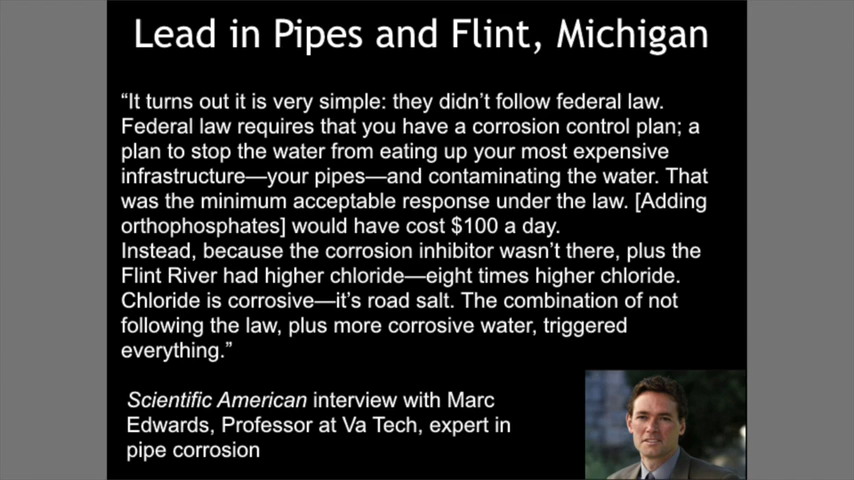 Lead in Pipes and Flint, Michigan
“It turns out it is very simple: they didn’t follow federal law.
Federal law requires that you have a corrosion control plan; a
plan to stop the water from eating up your most expensive
infrastructure—your pipes—and contaminating the water. That
was the minimum acceptable response under the law. [Adding
orthophosphates] would have cost $100 a day.
Instead, because the corrosion inhibitor wasn’t there, plus the
Flint River had higher chloride—eight times higher chloride.
Chloride is corrosive—it’s road salt. The combination of not
following the law, plus more corrosive water, triggered
everything.”
Scientific American interview with Marc
Edwards, Professor at Va Tech, expert in
pipe corrosion